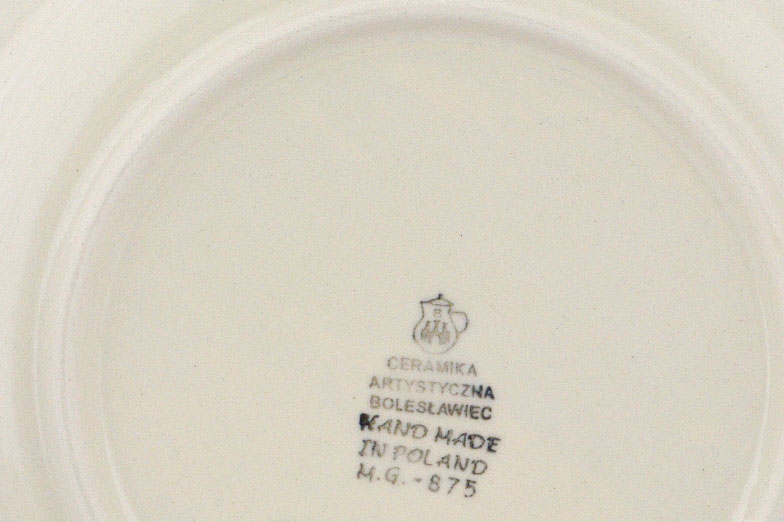 B
CERAMIKA
ARTYSTYCZNA
BOLESŁAWIEC
HAND MADE
IN POLAND
M.G. - 875